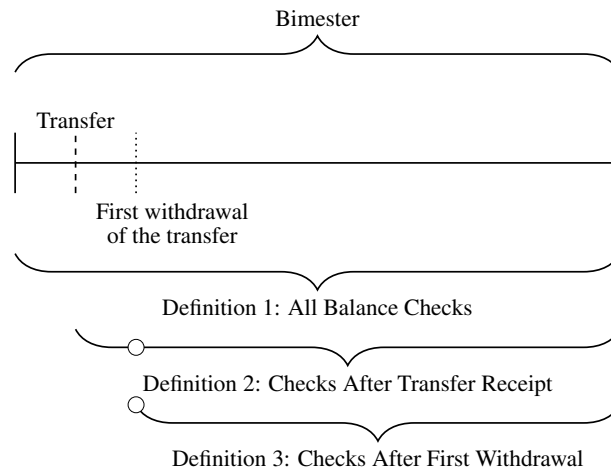 Bimester
Transfer
First withdrawal
of the transfer
Definition 1: All Balance Checks
Definition 2: Checks After Transfer Receipt
Definition 3: Checks After First Withdrawal